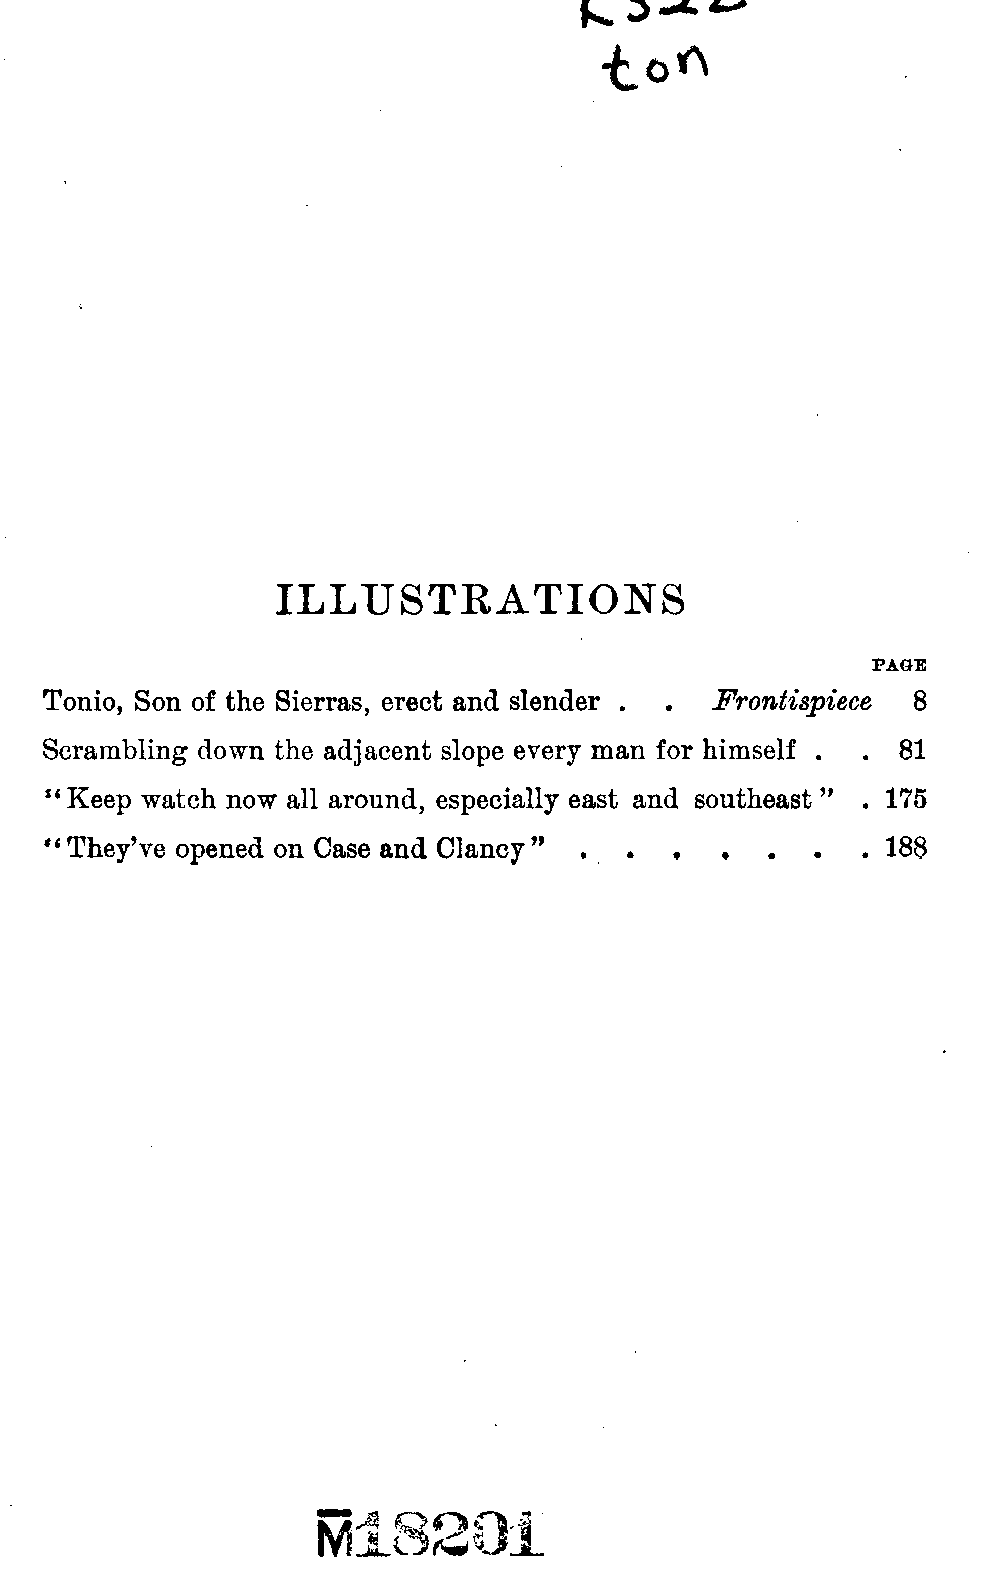 K522
ton
ILLUSTRATIONS
PAGE
Tonio, Son of the Sierras, erect and slender . . Frontispiece 8
Scrambling down the adjacent slope every man for himself . . 81
“Keep watch now all around, especially east and southeast” . 175
“They’ve opened on Case and Clancy” . . . . . . . 188
M18201